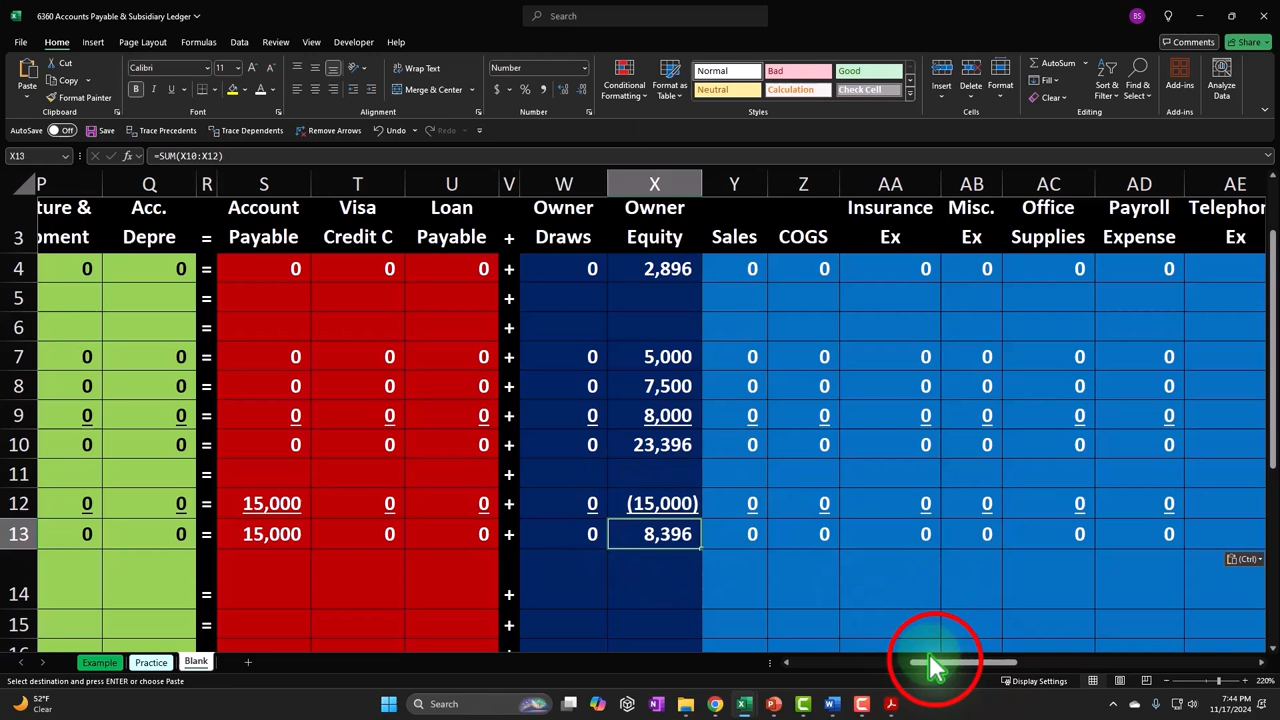 6360 Accounts Payable & Subsidiary Ledger
Search
BS
File Home Insert Page Layout Formulas Data Review View Developer Help
Comments Share
Cut
Copy
Format Painter
Paste
Clipboard
Calibri 11
B I U
Font
Wrap Text
Merge & Center
Alignment
Number
$ % 9
Number
Conditional Formatting
Format as Table
Normal Bad Good
Neutral Calculation Check Cell
Styles
Insert Delete Format
Cells
AutoSum
Fill
Clear
Sort & Filter
Find & Select
Editing
Add-ins
Add-ins
Analyze Data
AutoSave Off Save Trace Precedents Trace Dependents Remove Arrows Undo Redo
X13 fx =SUM(X10:X12)
P Q R S T U V W X Y Z AA AB AC AD AE
ture & Acc. Account Visa Loan Owner Owner Insurance Misc. Office Payroll Telephon
3 pment Depre = Payable Credit C Payable + Draws Equity Sales COGS Ex Ex Supplies Expense Ex
4 0 0 = 0 0 0 + 0 2,896 0 0 0 0 0 0
5 = +
6 = +
7 0 0 = 0 0 0 + 0 5,000 0 0 0 0 0 0
8 0 0 = 0 0 0 + 0 7,500 0 0 0 0 0 0
9 0 0 = 0 0 0 + 0 8,000 0 0 0 0 0 0
10 0 0 = 0 0 0 + 0 23,396 0 0 0 0 0 0
11 = +
12 0 0 = 15,000 0 0 + 0 (15,000) 0 0 0 0 0 0
13 0 0 = 15,000 0 0 + 0 8,396 0 0 0 0 0 0
(Ctrl)
14 = +
15 = +
Example Practice Blank
Select destination and press ENTER or choose Paste
Display Settings
220%
52°F
Clear
Search
7:44 PM
11/17/2024